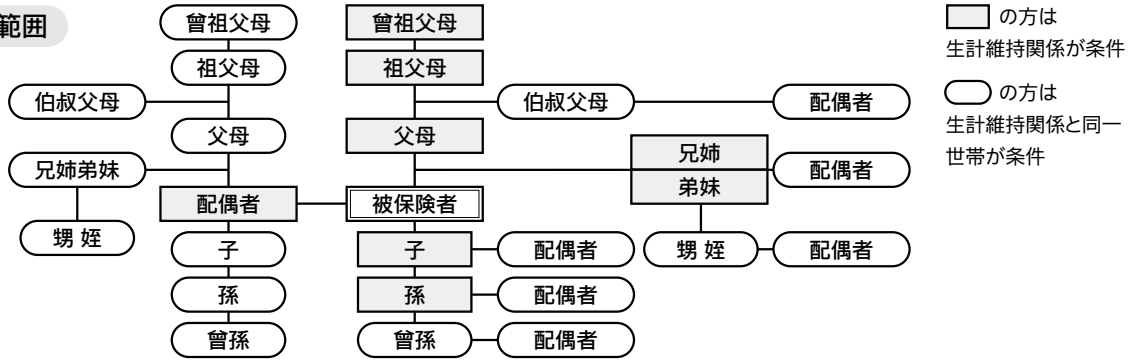 範囲
曾祖父母
曾祖父母
の方は
生計維持関係が条件
祖父母
祖父母
伯叔父母
伯叔父母
配偶者
の方は
生計維持関係と同一
世帯が条件
父母
父母
兄姉
弟妹
配偶者
兄姉弟妹
配偶者
被保険者
甥 姪
子
子
配偶者
甥 姪
配偶者
孫
孫
配偶者
曾孫
曾孫
配偶者